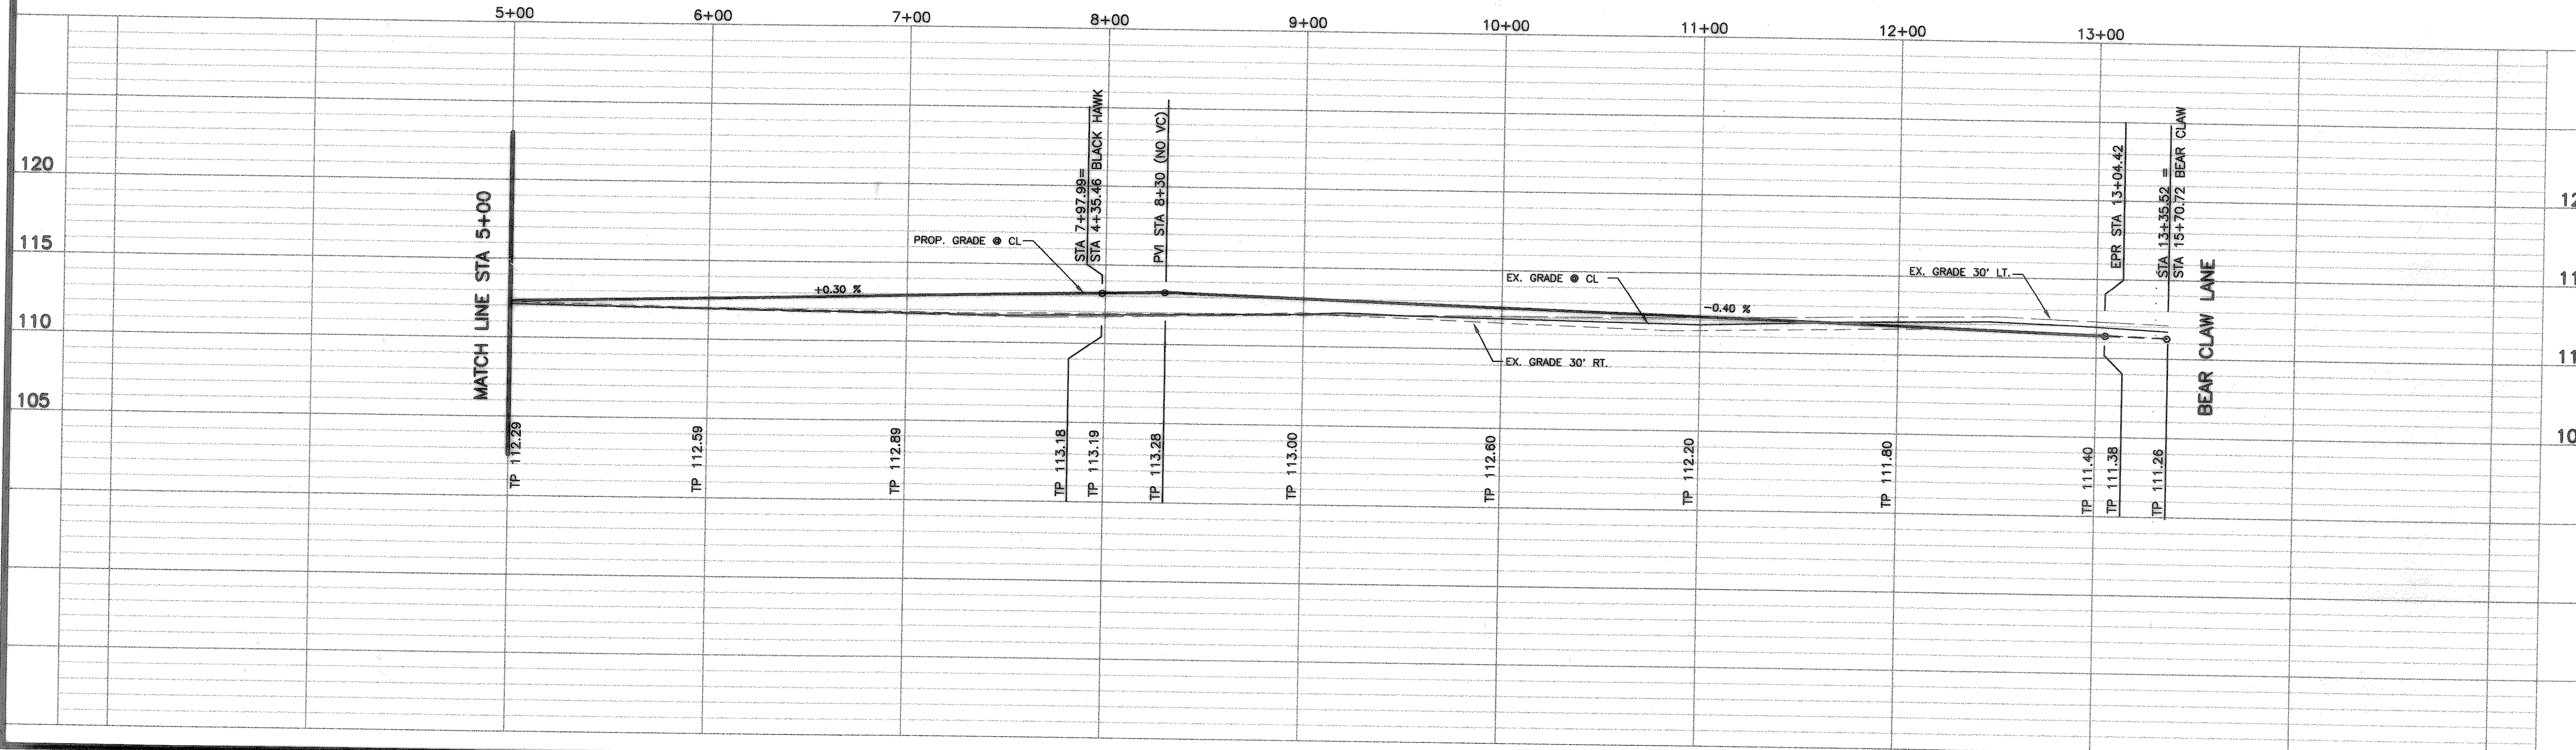 5+00
6+00
7+00
8+00
9+00
10+00
11+00
12+00
13+00
120
115
110
105
12
11
11
10
MATCH LINE STA 5+00
STA 7+97.99=
STA 4+35.46 BLACK HAWK
PVI STA 8+30 (NO VC)
EPR STA 13+04.42
STA 13+35.52 =
STA 15+70.72 BEAR CLAW
BEAR CLAW LANE
PROP. GRADE @ CL
+0.30 %
EX. GRADE @ CL
-0.40 %
EX. GRADE 30' LT.
EX. GRADE 30' RT.
TP 112.29
TP 112.59
TP 112.89
TP 113.18
TP 113.19
TP 113.28
TP 113.00
TP 112.60
TP 112.20
TP 111.80
TP 111.40
TP 111.38
TP 111.26